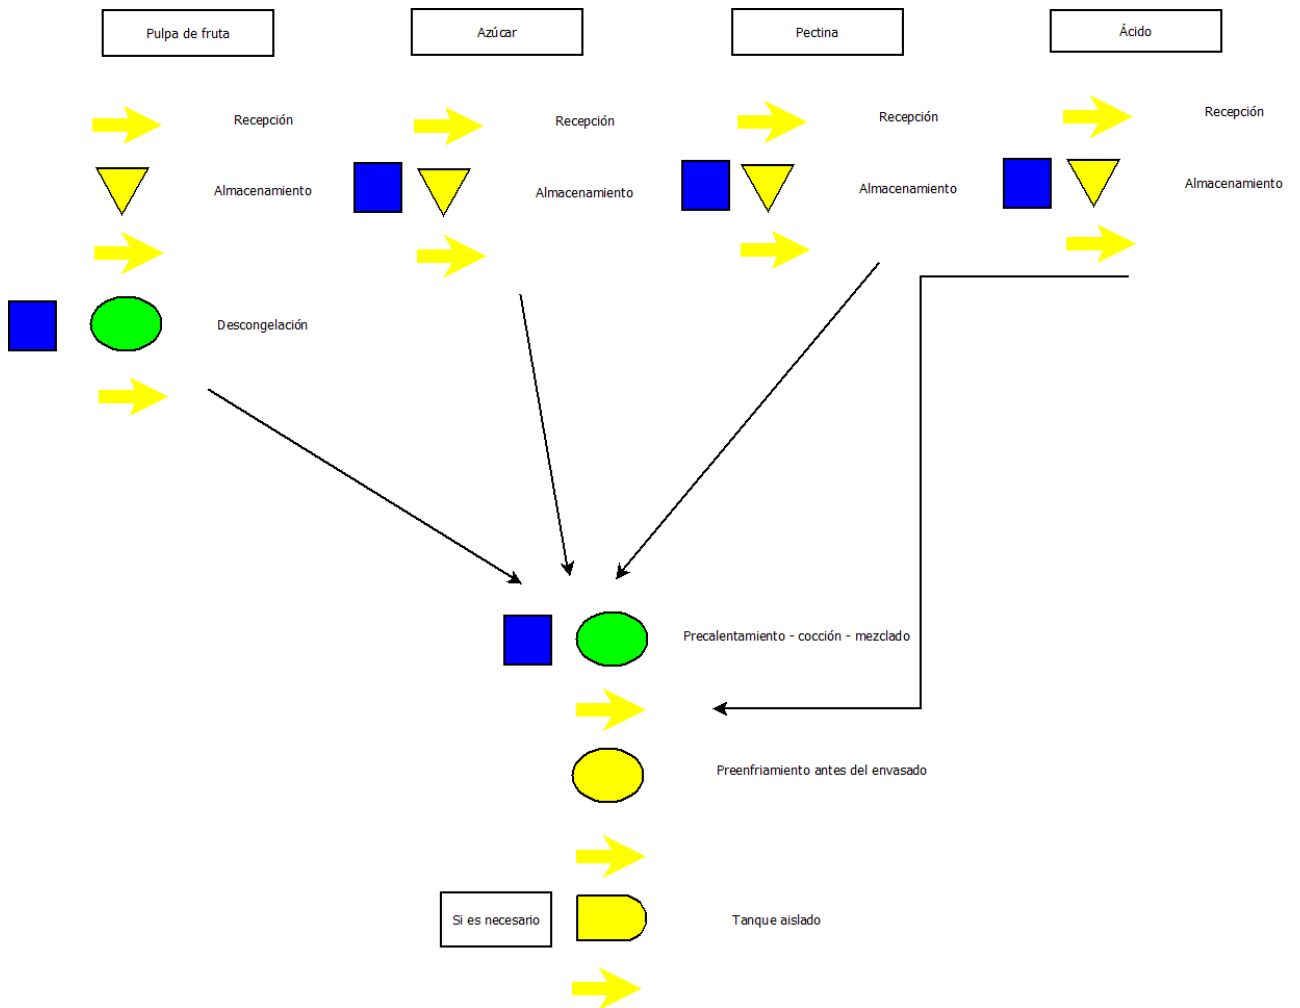 Pulpa de fruta
Azúcar
Pectina
Ácido
Recepción
Recepción
Recepción
Recepción
Almacenamiento
Almacenamiento
Almacenamiento
Almacenamiento
Descongelación
Precalentamiento - cocción - mezclado
Preenfriamiento antes del envasado
Si es necesario
Tanque aislado